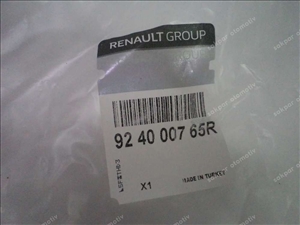 RENAULT GROUP
92 40 007 65R
X1
MADE IN TURKEY